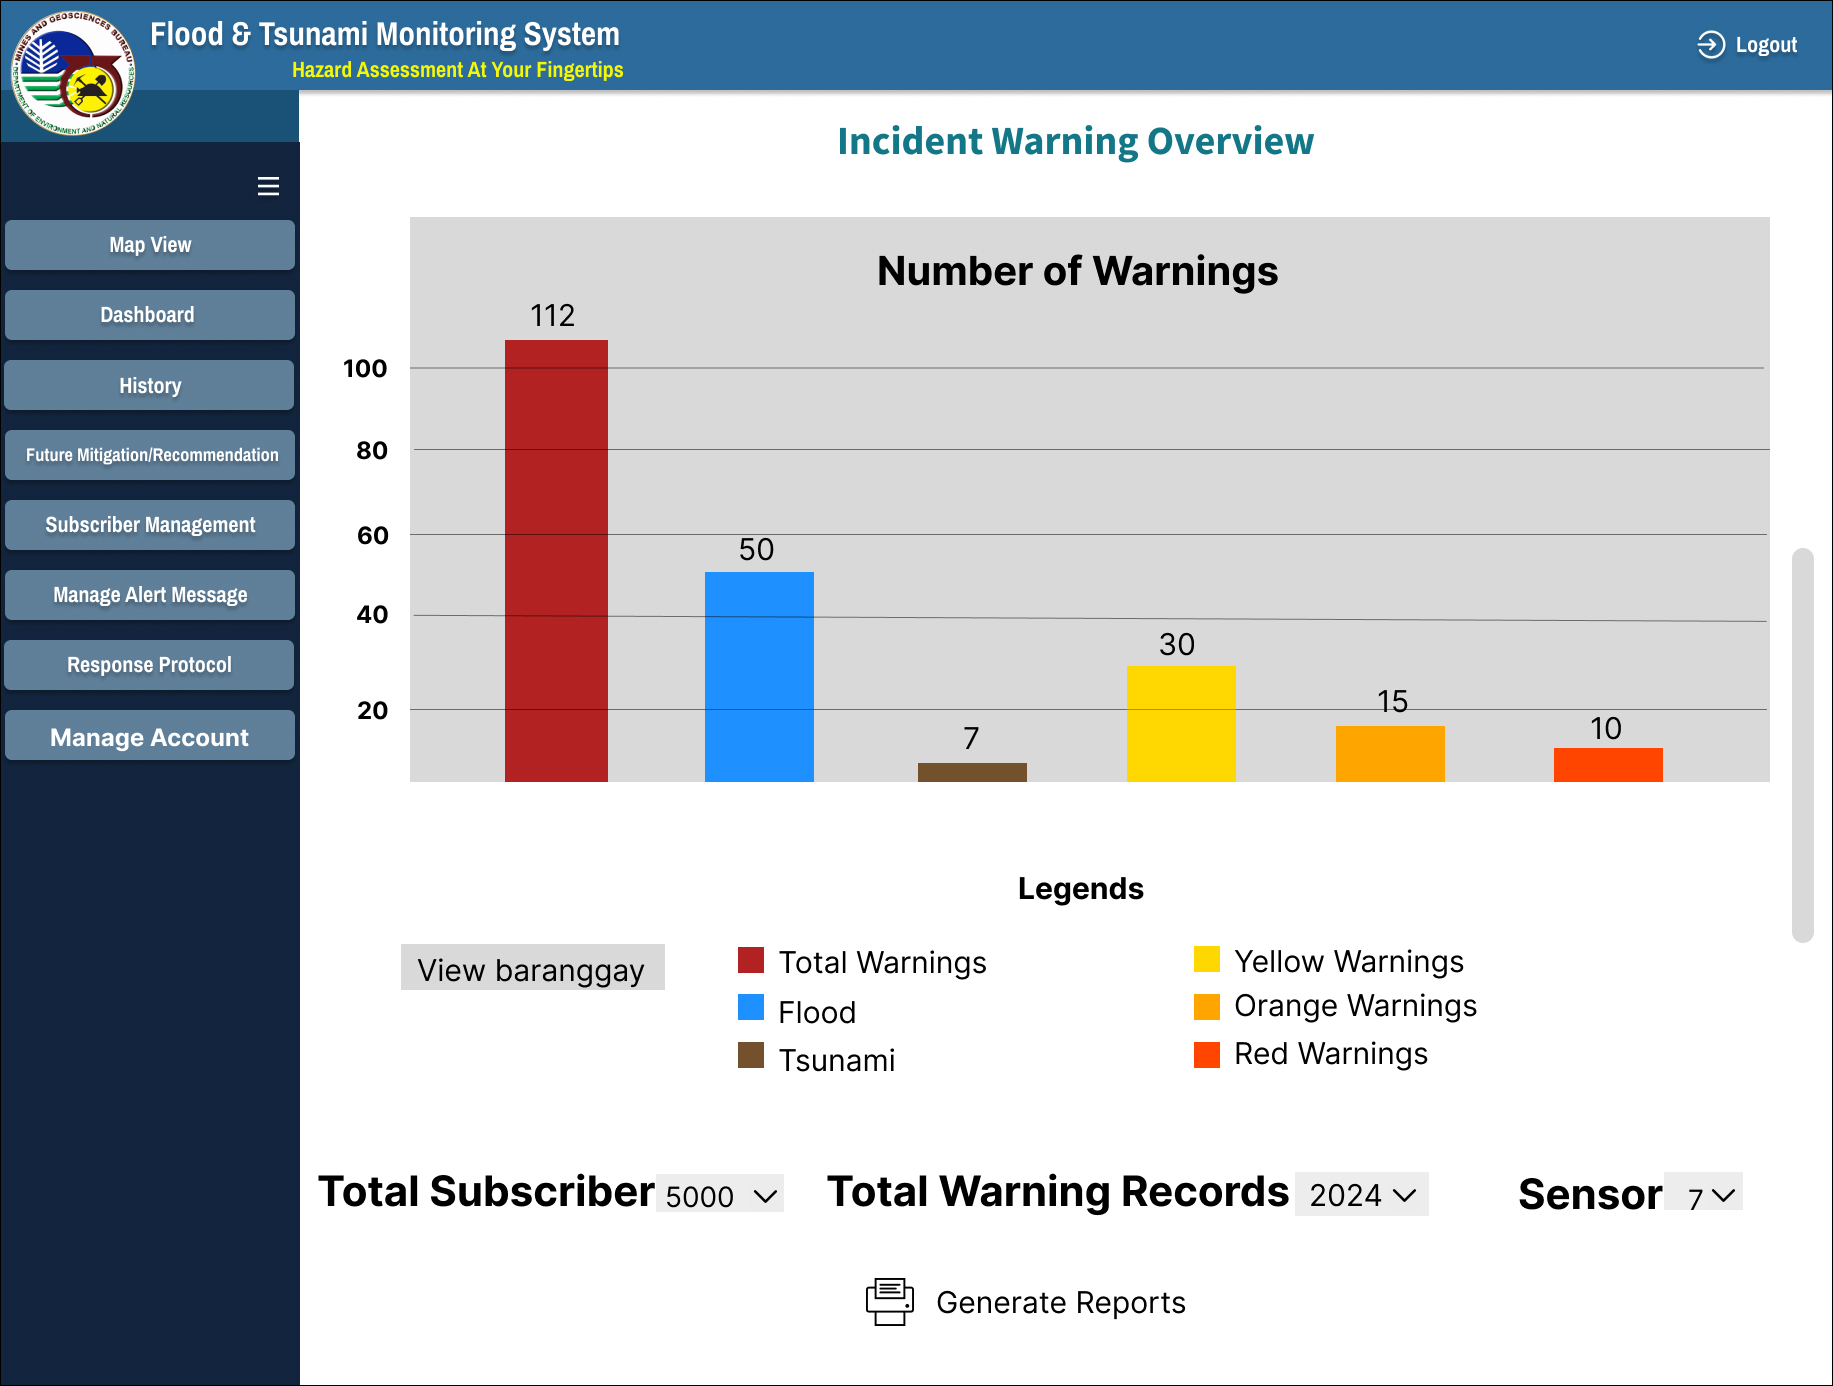 Flood & Tsunami Monitoring System
Hazard Assessment At Your Fingertips
Logout
MINES AND GEOSCIENCES BUREAU
DEPARTMENT OF ENVIRONMENT AND NATURAL RESOURCES
Map View
Dashboard
History
Future Mitigation/Recommendation
Subscriber Management
Manage Alert Message
Response Protocol
Manage Account
Incident Warning Overview
Number of Warnings
112
100
80
60
50
40
30
20
15
7
10
Legends
View baranggay
Total Warnings
Flood
Tsunami
Yellow Warnings
Orange Warnings
Red Warnings
Total Subscriber 5000
Total Warning Records 2024
Sensor 7
Generate Reports